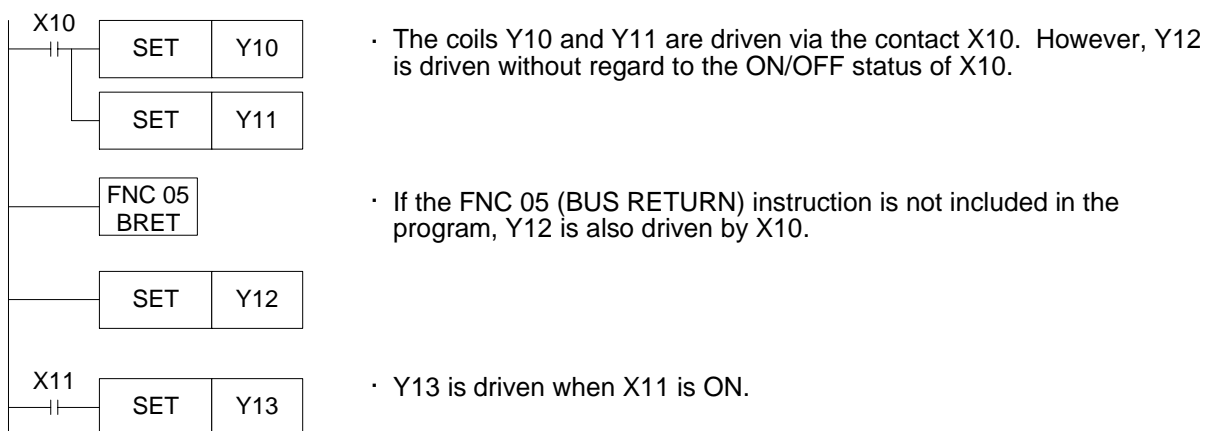 X10
SET Y10
· The coils Y10 and Y11 are driven via the contact X10. However, Y12
is driven without regard to the ON/OFF status of X10.
SET Y11
FNC 05
BRET
· If the FNC 05 (BUS RETURN) instruction is not included in the
program, Y12 is also driven by X10.
SET Y12
X11
SET Y13
· Y13 is driven when X11 is ON.